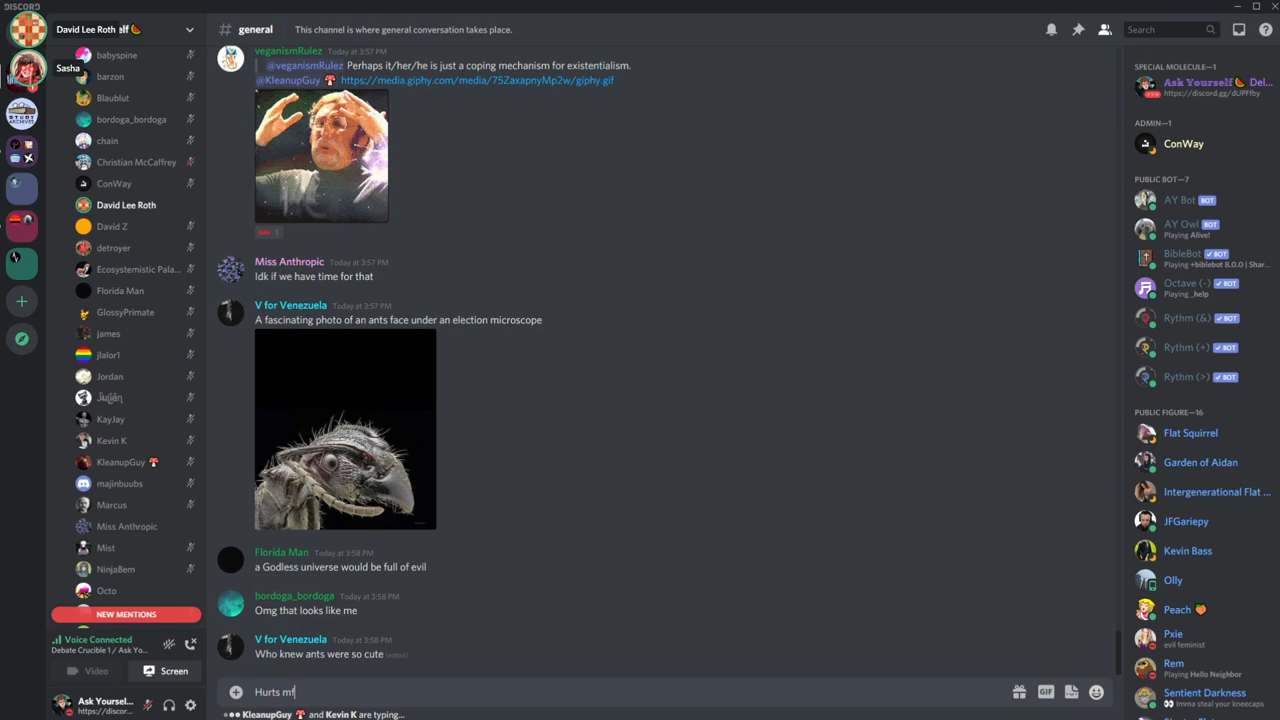 DISCORD
David Lee Roth
elf
Sasha
babyspine
barzon
Blaublut
bordoga_bordoga
chain
Christian McCaffrey
ConWay
David Lee Roth
David Z
detroyer
Ecosystemistic Pala...
Florida Man
GlossyPrimate
james
jlalor1
Jordan
KayJay
Kevin K
KleanupGuy
majinbuubs
Marcus
Miss Anthropic
Mist
NinjaBem
Octo
NEW MENTIONS
Voice Connected
Debate Crucible 1 / Ask Yo...
Video
Screen
Ask Yoursel...
https://discor...
STUDY
ARCHIVES
# general
This channel is where general conversation takes place.
Search
veganismRulez Today at 3:57 PM
@veganismRulez Perhaps it/her/he is just a coping mechanism for existentialism.
@KleanupGuy https://media.giphy.com/media/75ZaxapnyMp2w/giphy.gif
1
Miss Anthropic Today at 3:57 PM
Idk if we have time for that
V for Venezuela Today at 3:57 PM
A fascinating photo of an ants face under an election microscope
Florida Man Today at 3:58 PM
a Godless universe would be full of evil
bordoga_bordoga Today at 3:58 PM
Omg that looks like me
V for Venezuela Today at 3:58 PM
Who knew ants were so cute (edited)
Hurts mf
GIF
KleanupGuy and Kevin K are typing...
SPECIAL MOLECULE—1
Ask Yourself Del...
https://discord.gg/dUPFfby
ADMIN—1
ConWay
PUBLIC BOT—7
AY Bot BOT
AY Owl BOT
Playing Alive!
BibleBot BOT
Playing +biblebot 8.0.0 | Shar...
Octave (-) BOT
Playing _help
Rythm (&) BOT
Rythm (+) BOT
Rythm (>) BOT
PUBLIC FIGURE—16
Flat Squirrel
Garden of Aidan
Intergenerational Flat ...
JFGariepy
Kevin Bass
Olly
Peach
Pxie
evil feminist
Rem
Playing Hello Neighbor
Sentient Darkness
Imma steal your kneecaps